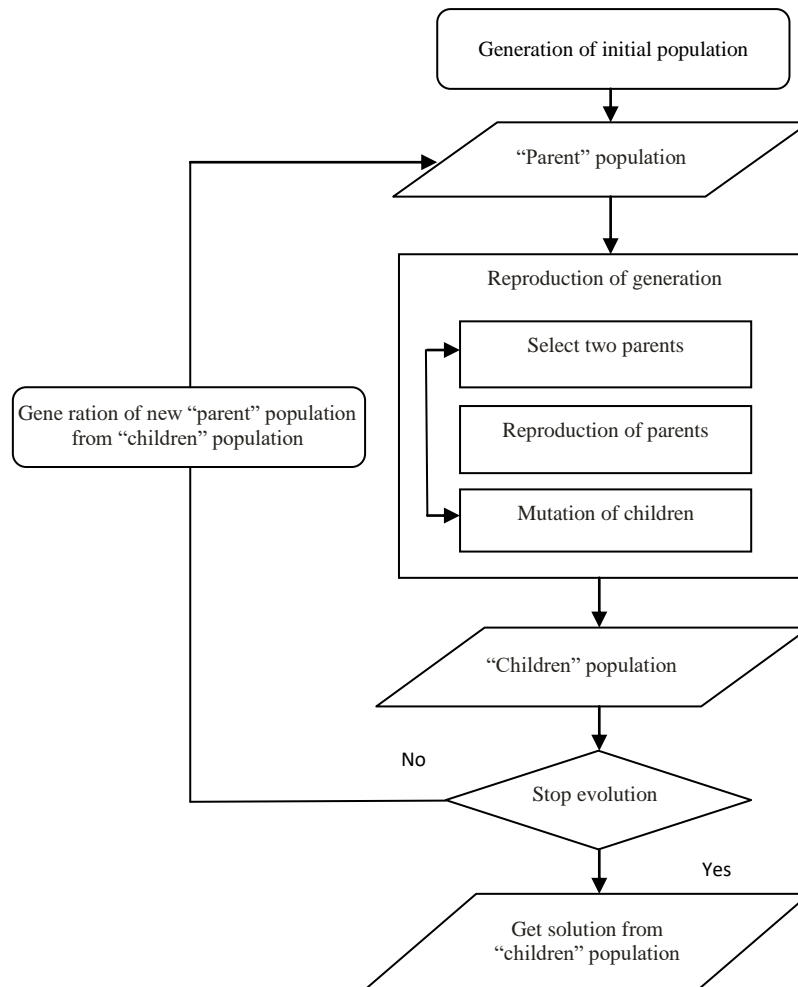 Generation of initial population
“Parent” population
Reproduction of generation
Select two parents
Gene ration of new “parent” population
from “children” population
Reproduction of parents
Mutation of children
“Children” population
No
Stop evolution
Yes
Get solution from
“children” population